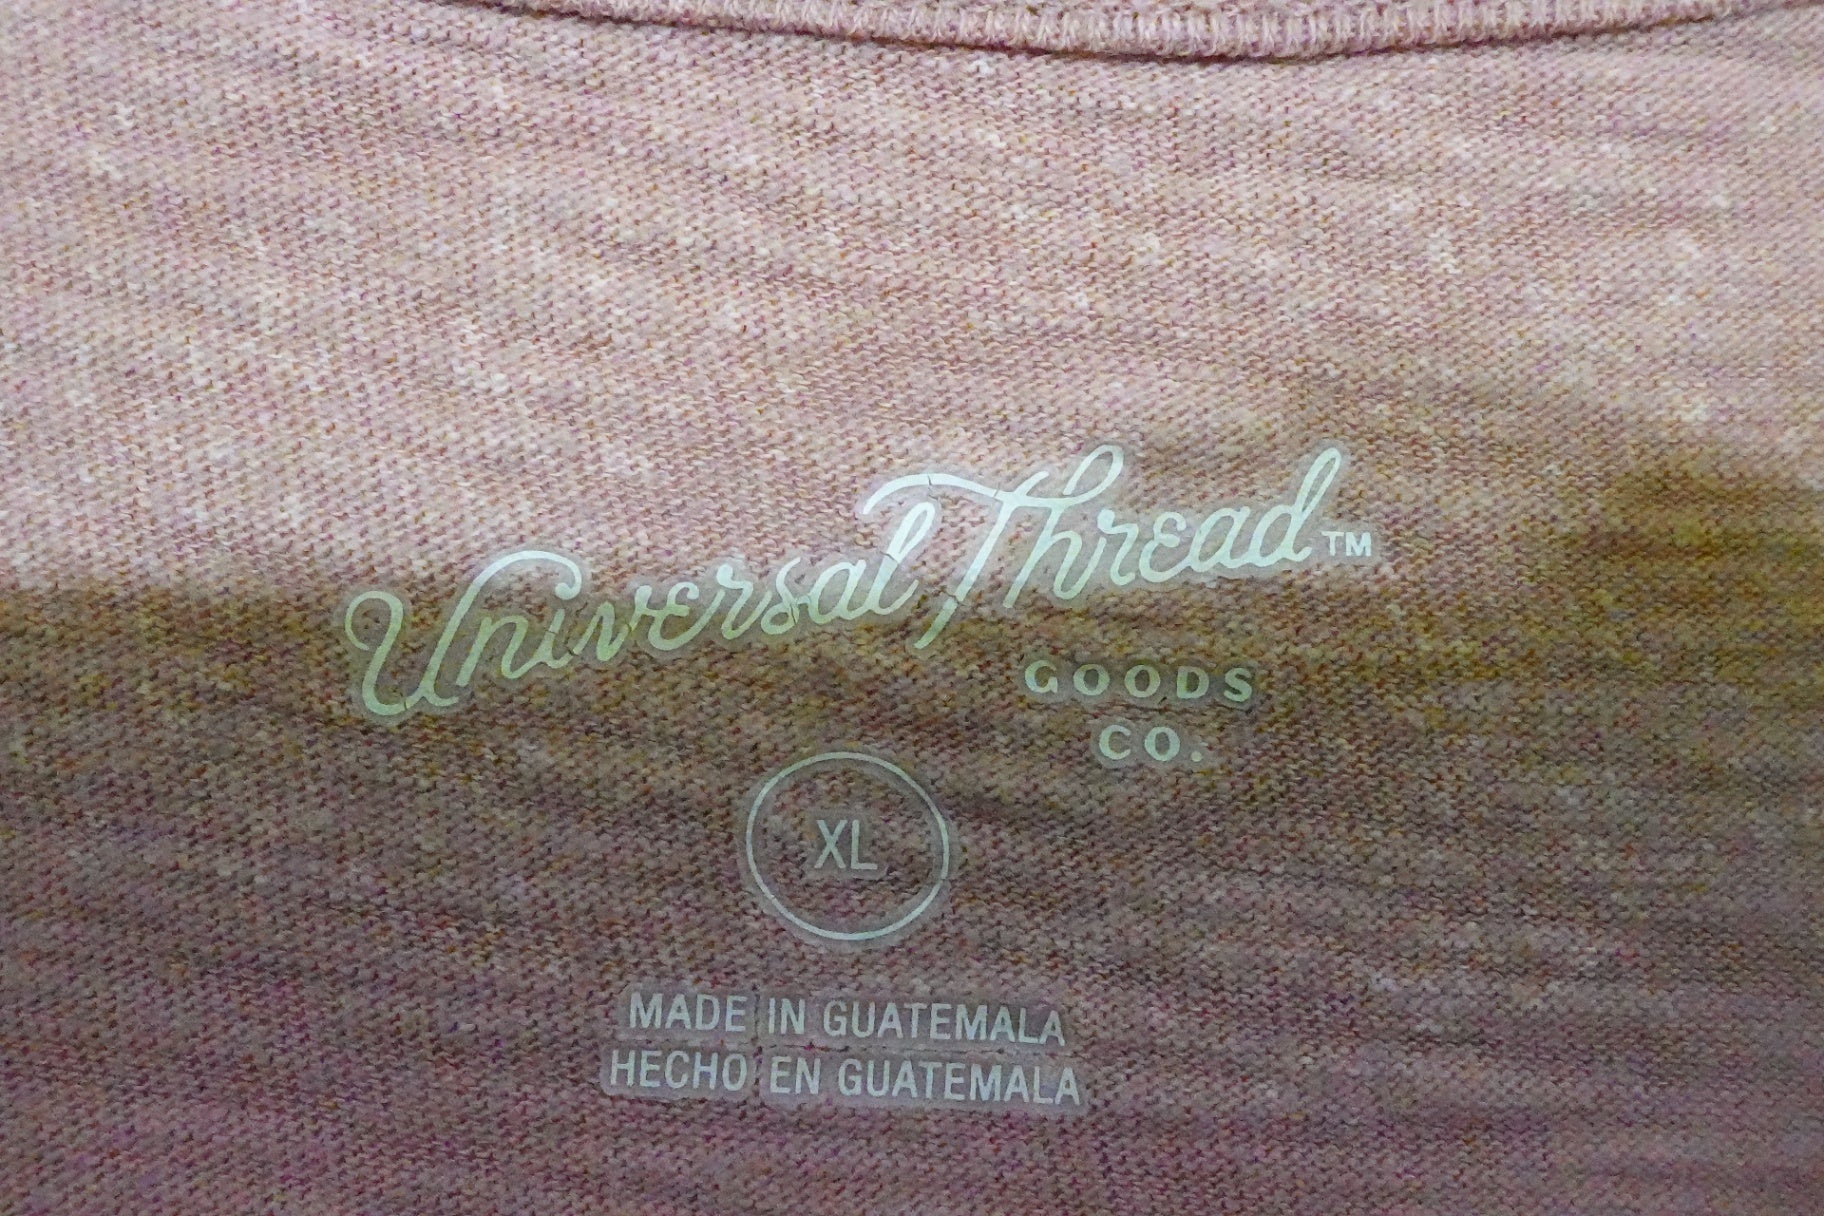 Universal Thread™
GOODS
CO.
XL
MADE IN GUATEMALA
HECHO EN GUATEMALA